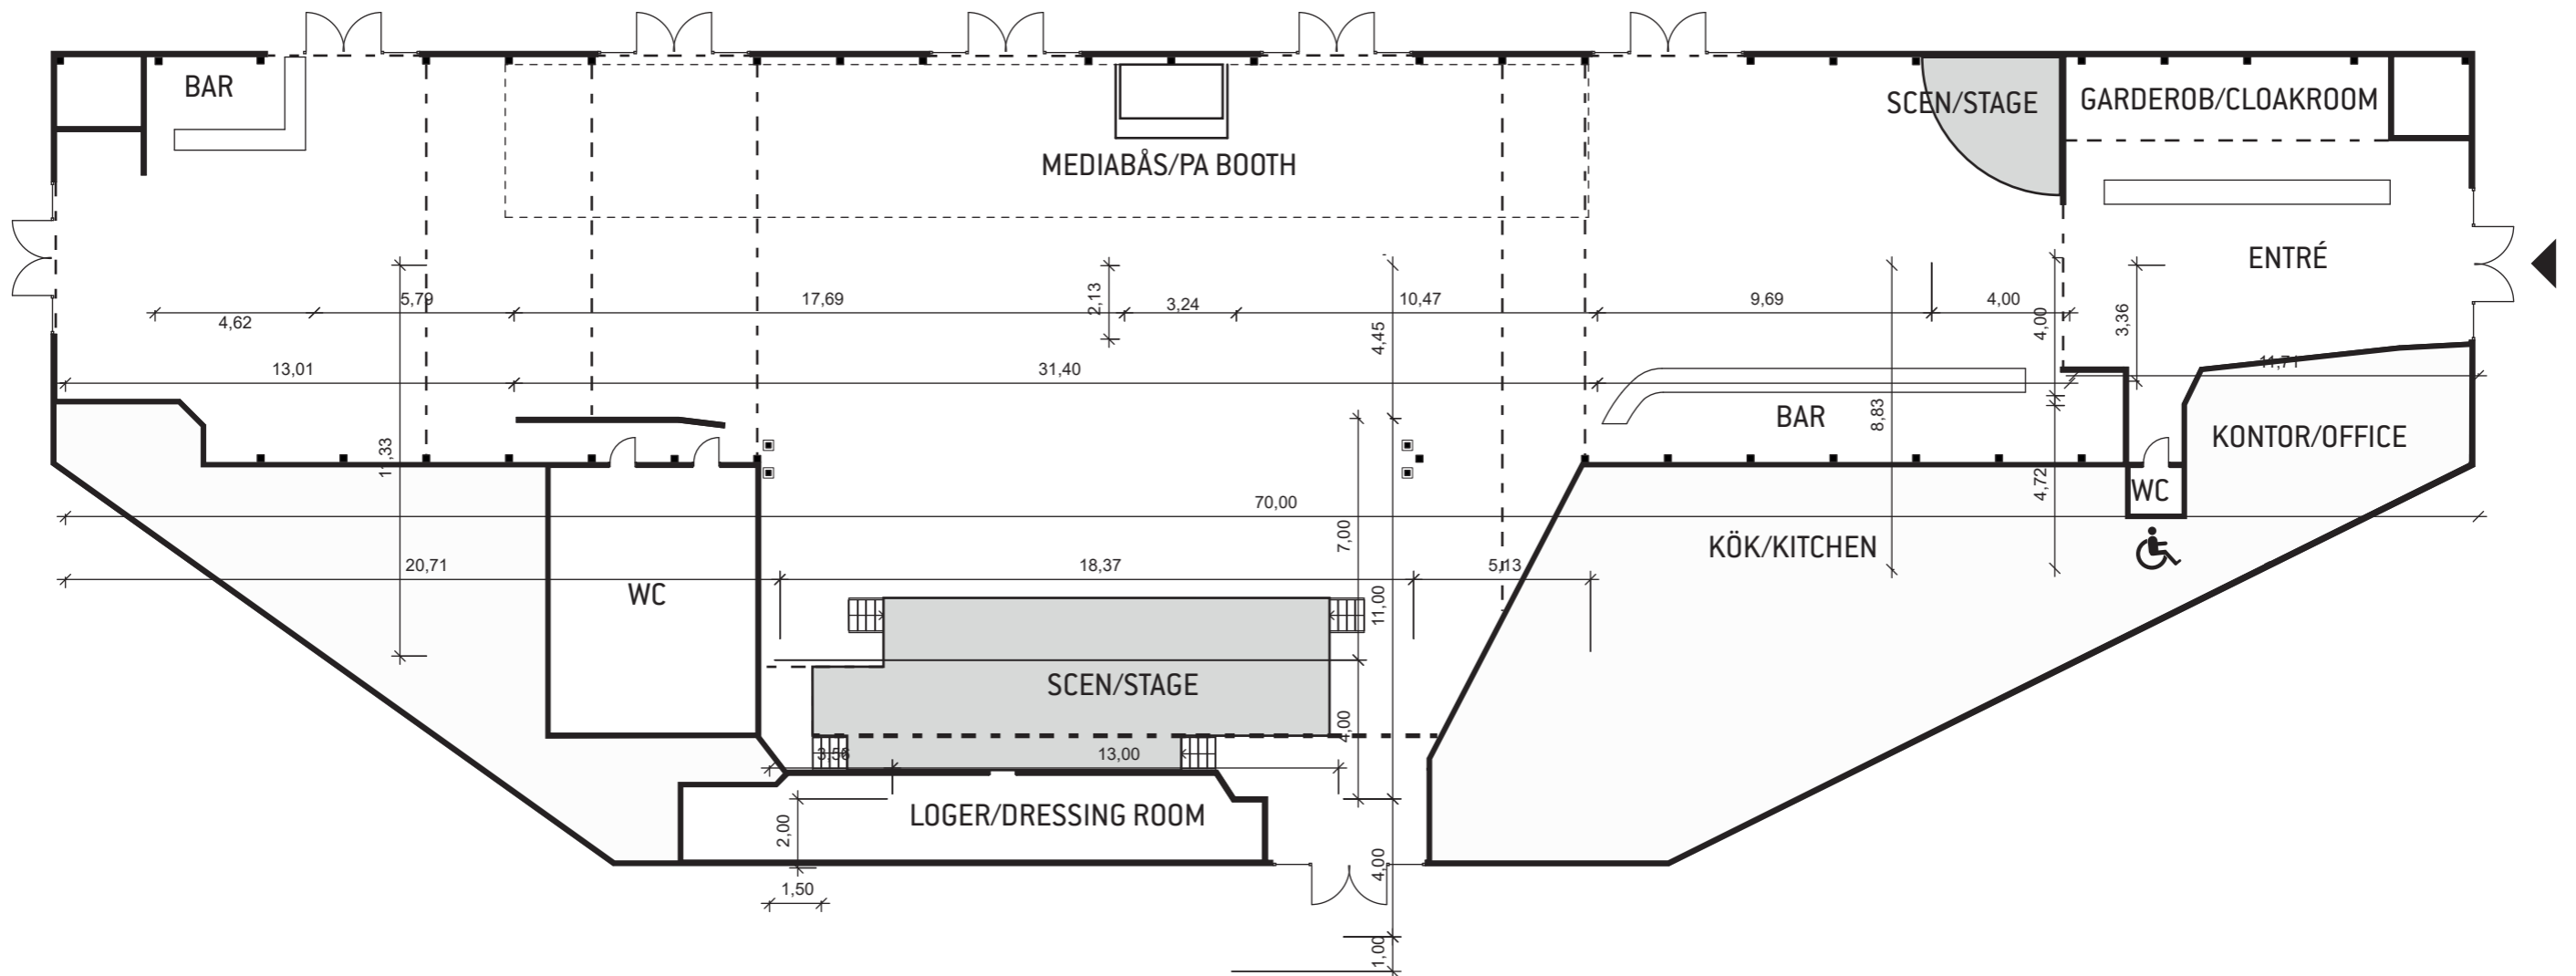 BAR
SCEN/STAGE
GARDEROB/CLOAKROOM
MEDIABÅS/PA BOOTH
ENTRÉ
5,79
17,69
2,13
3,24
10,47
9,69
4,00
4,62
4,45
4,00
3,36
13,01
31,40
11,71
BAR
8,83
KONTOR/OFFICE
11,33
4,72
WC
70,00
7,00
KÖK/KITCHEN
20,71
18,37
5,13
WC
11,00
SCEN/STAGE
4,00
3,56
13,00
LOGER/DRESSING ROOM
2,00
4,00
1,50
1,00